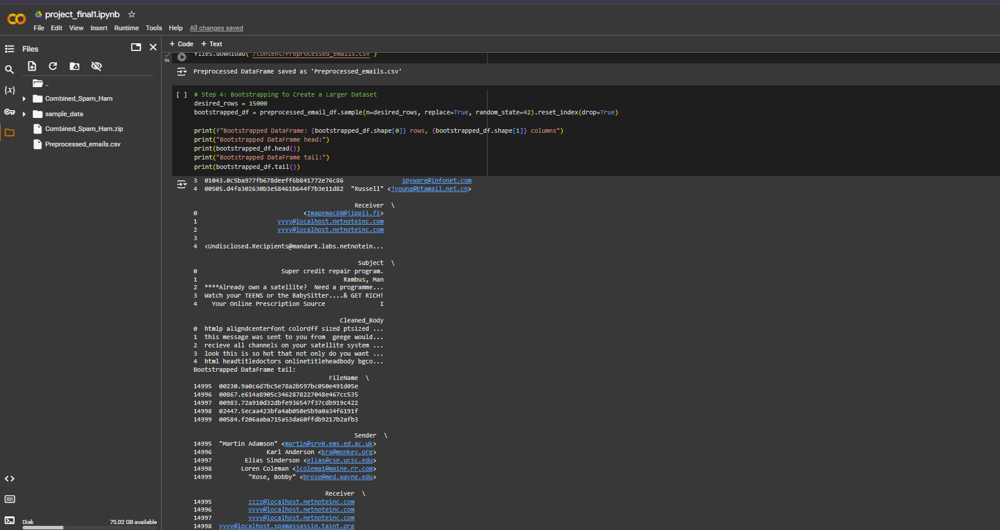 project_final1.ipynb
File Edit View Insert Runtime Tools Help All changes saved
Files
..
Combined_Spam_Ham
sample_data
Combined_Spam_Ham.zip
Preprocessed_emails.csv
Disk 75.02 GB available
+ Code + Text
0s
files.download('/content/Preprocessed_emails.csv')
Preprocessed DataFrame saved as 'Preprocessed_emails.csv'
[ ] # Step 4: Bootstrapping to Create a Larger Dataset
desired_rows = 15000
bootstrapped_df = preprocessed_email_df.sample(n=desired_rows, replace=True, random_state=42).reset_index(drop=True)
print(f"Bootstrapped DataFrame: {bootstrapped_df.shape[0]} rows, {bootstrapped_df.shape[1]} columns")
print("Bootstrapped DataFrame head:")
print(bootstrapped_df.head())
print("Bootstrapped DataFrame tail:")
print(bootstrapped_df.tail())
3 01043.0c5ba977fb678deeff6b841772e76c86 spyware@infonet.com
4 00505.d4fa302630b3e58461b644f7b3e11d82 "Russell" <jyoung@btamail.net.cn>
Receiver \
0 <Imagemac80@jippii.fi>
1 yyyy@localhost.netnoteinc.com
2 yyyy@localhost.netnoteinc.com
3
4 <Undisclosed.Recipients@mandark.labs.netnotein...
Subject \
0 Super credit repair program.
1 Rambus, Man
2 ****Already own a satellite? Need a programme...
3 Watch your TEENS or the BabySitter....& GET RICH!
4 Your Online Prescription Source I
Cleaned_Body
0 htmlp aligndcenterfont colordff sized ptsized ...
1 this message was sent to you from geege would...
2 recieve all channels on your satellite system ...
3 look this is so hot that not only do you want ...
4 html headtitledoctors onlinetitleheadbody bgco...
Bootstrapped DataFrame tail:
FileName \
14995 00230.9a0c6d7bc5e78a2b597bc050e491d05e
14996 00867.e614a8905c3462878227048e467cc535
14997 00983.72a910d32dbfe936547f37cdb919c422
14998 02447.5ecaa423bfa4ab050e5b9a0a34f6191f
14999 00584.f206aaba715a53da60ffdb9217b2afb3
Sender \
14995 "Martin Adamson" <martin@srv0.ems.ed.ac.uk>
14996 Karl Anderson <kra@monkey.org>
14997 Elias Sinderson <elias@cse.ucsc.edu>
14998 Loren Coleman <lcolema1@maine.rr.com>
14999 "Rose, Bobby" <brose@med.wayne.edu>
Receiver \
14995 zzzz@localhost.netnoteinc.com
14996 yyyy@localhost.netnoteinc.com
14997 yyyy@localhost.netnoteinc.com
14998 yyyy@localhost.spamassassin.taint.org